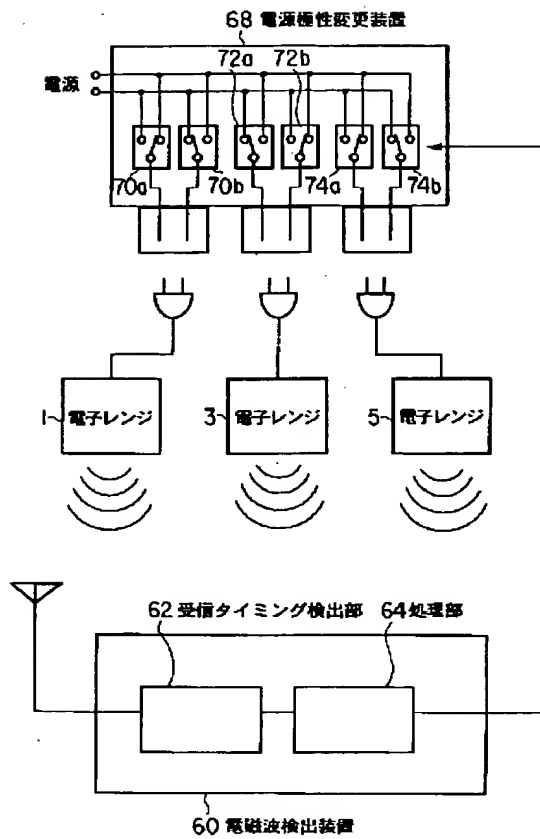 68 電源極性変更装置
72a 72b
電源
70a 70b 74a 74b
1 電子レンジ 3 電子レンジ 5 電子レンジ
62 受信タイミング検出部 64 処理部
60 電磁波検出装置